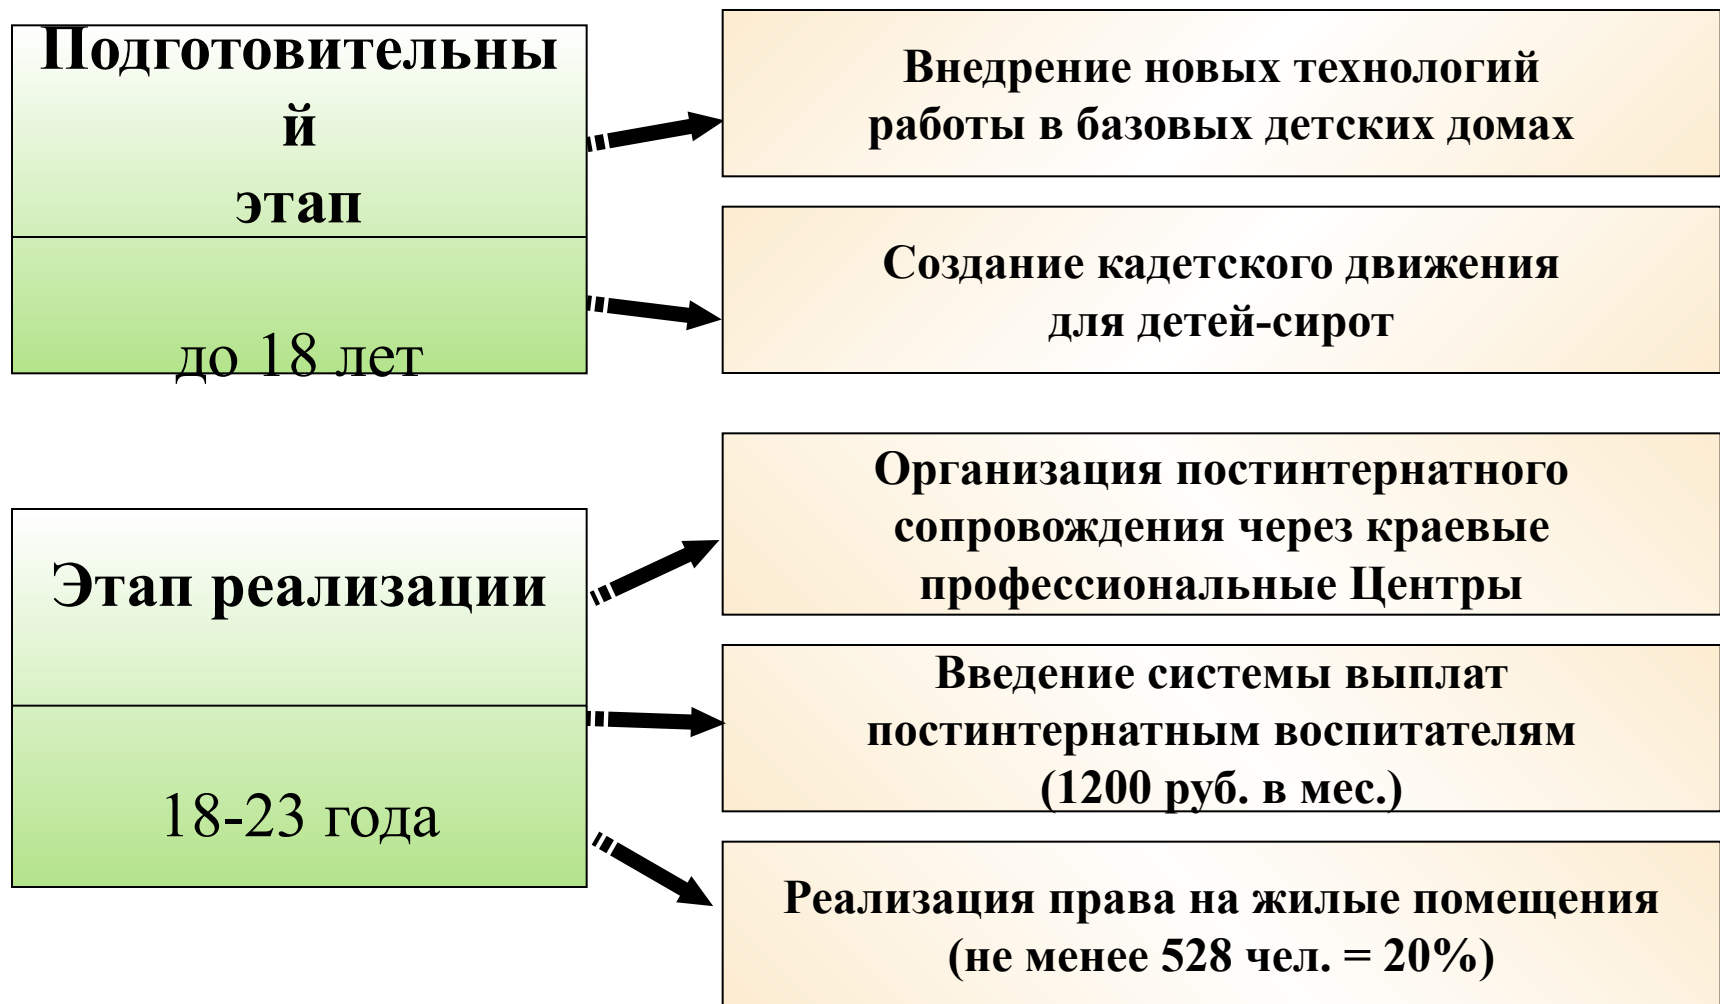 Подготовительны
й
этап
до 18 лет
Внедрение новых технологий
работы в базовых детских домах
Создание кадетского движения
для детей-сирот
Этап реализации
18-23 года
Организация постинтернатного
сопровождения через краевые
профессиональные Центры
Введение системы выплат
постинтернатным воспитателям
(1200 руб. в мес.)
Реализация права на жилые помещения
(не менее 528 чел. = 20%)